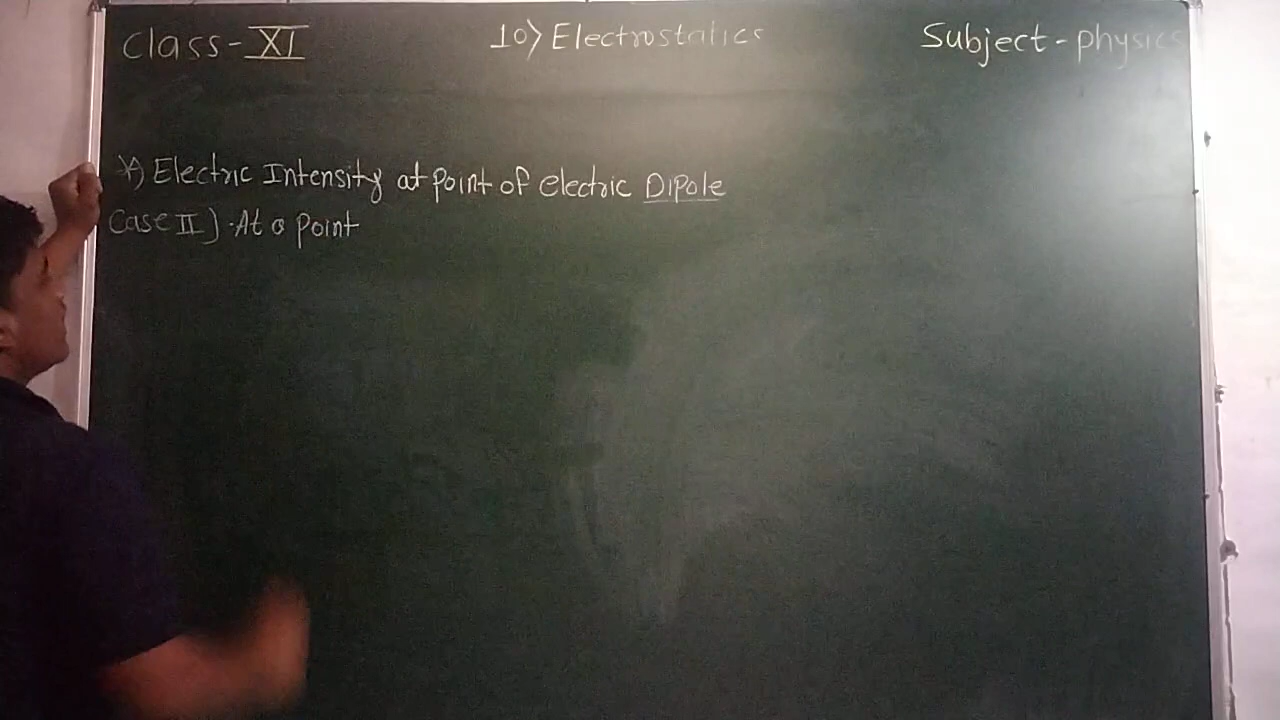 Class-XI 10) Electrostatics Subject-physics
*) Electric Intensity at point of electric Dipole
Case II) At a point